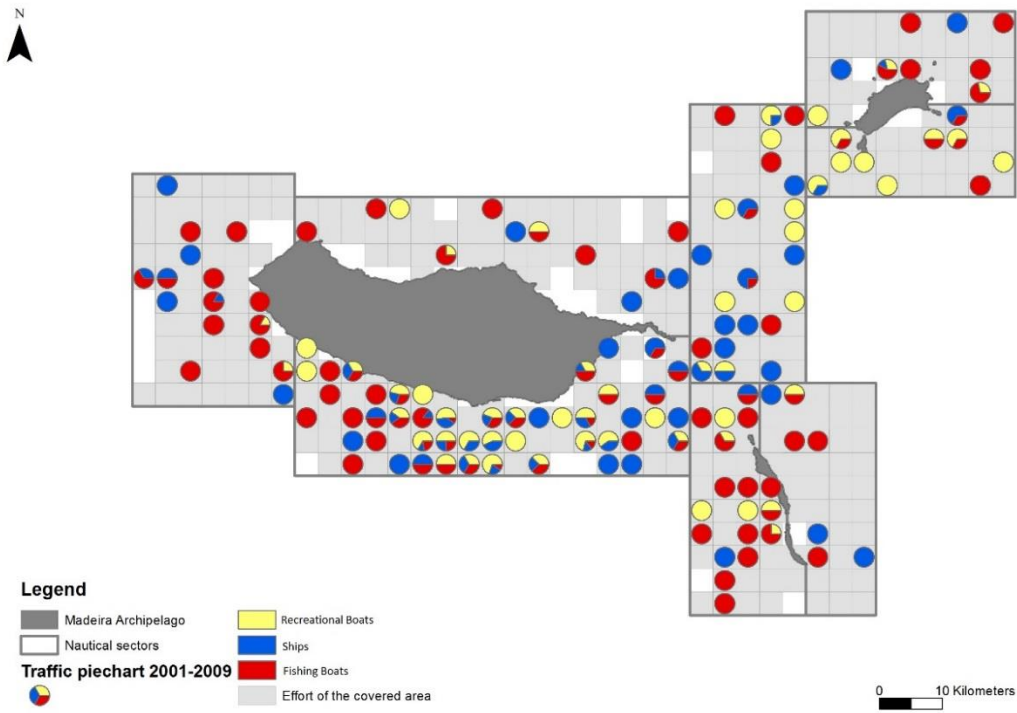 N
Legend
Madeira Archipelago
Nautical sectors
Traffic piechart 2001-2009
Recreational Boats
Ships
Fishing Boats
Effort of the covered area
0 10 Kilometers